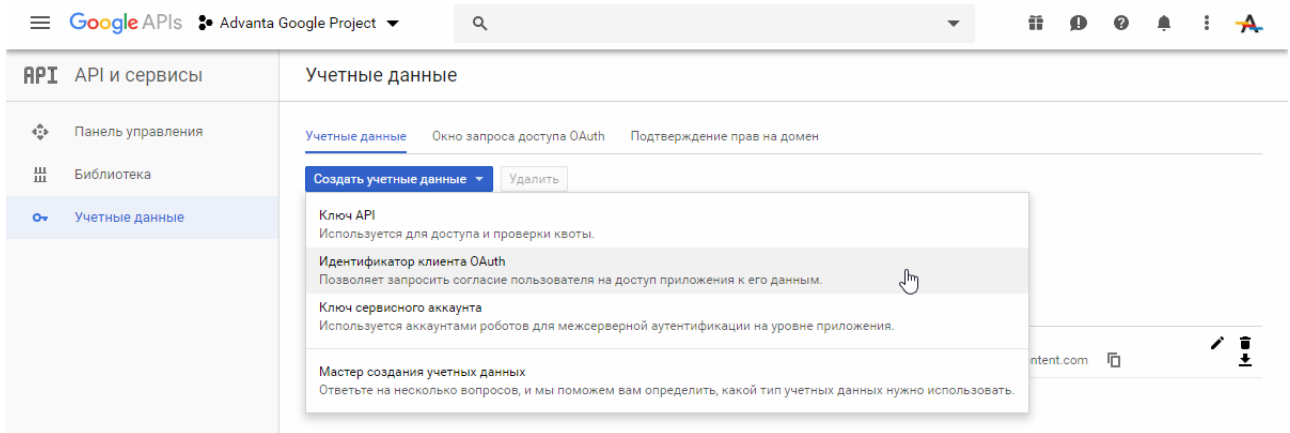 Google APIs Advanta Google Project
API API и сервисы
Учетные данные
Панель управления
Библиотека
Учетные данные
Учетные данные Окно запроса доступа OAuth Подтверждение прав на домен
Создать учетные данные Удалить
Ключ API
Используется для доступа и проверки квоты.
Идентификатор клиента OAuth
Позволяет запросить согласие пользователя на доступ приложения к его данным.
Ключ сервисного аккаунта
Используется аккаунтами роботов для межсерверной аутентификации на уровне приложения.
Мастер создания учетных данных
Ответьте на несколько вопросов, и мы поможем вам определить, какой тип учетных данных нужно использовать.
ntent.com